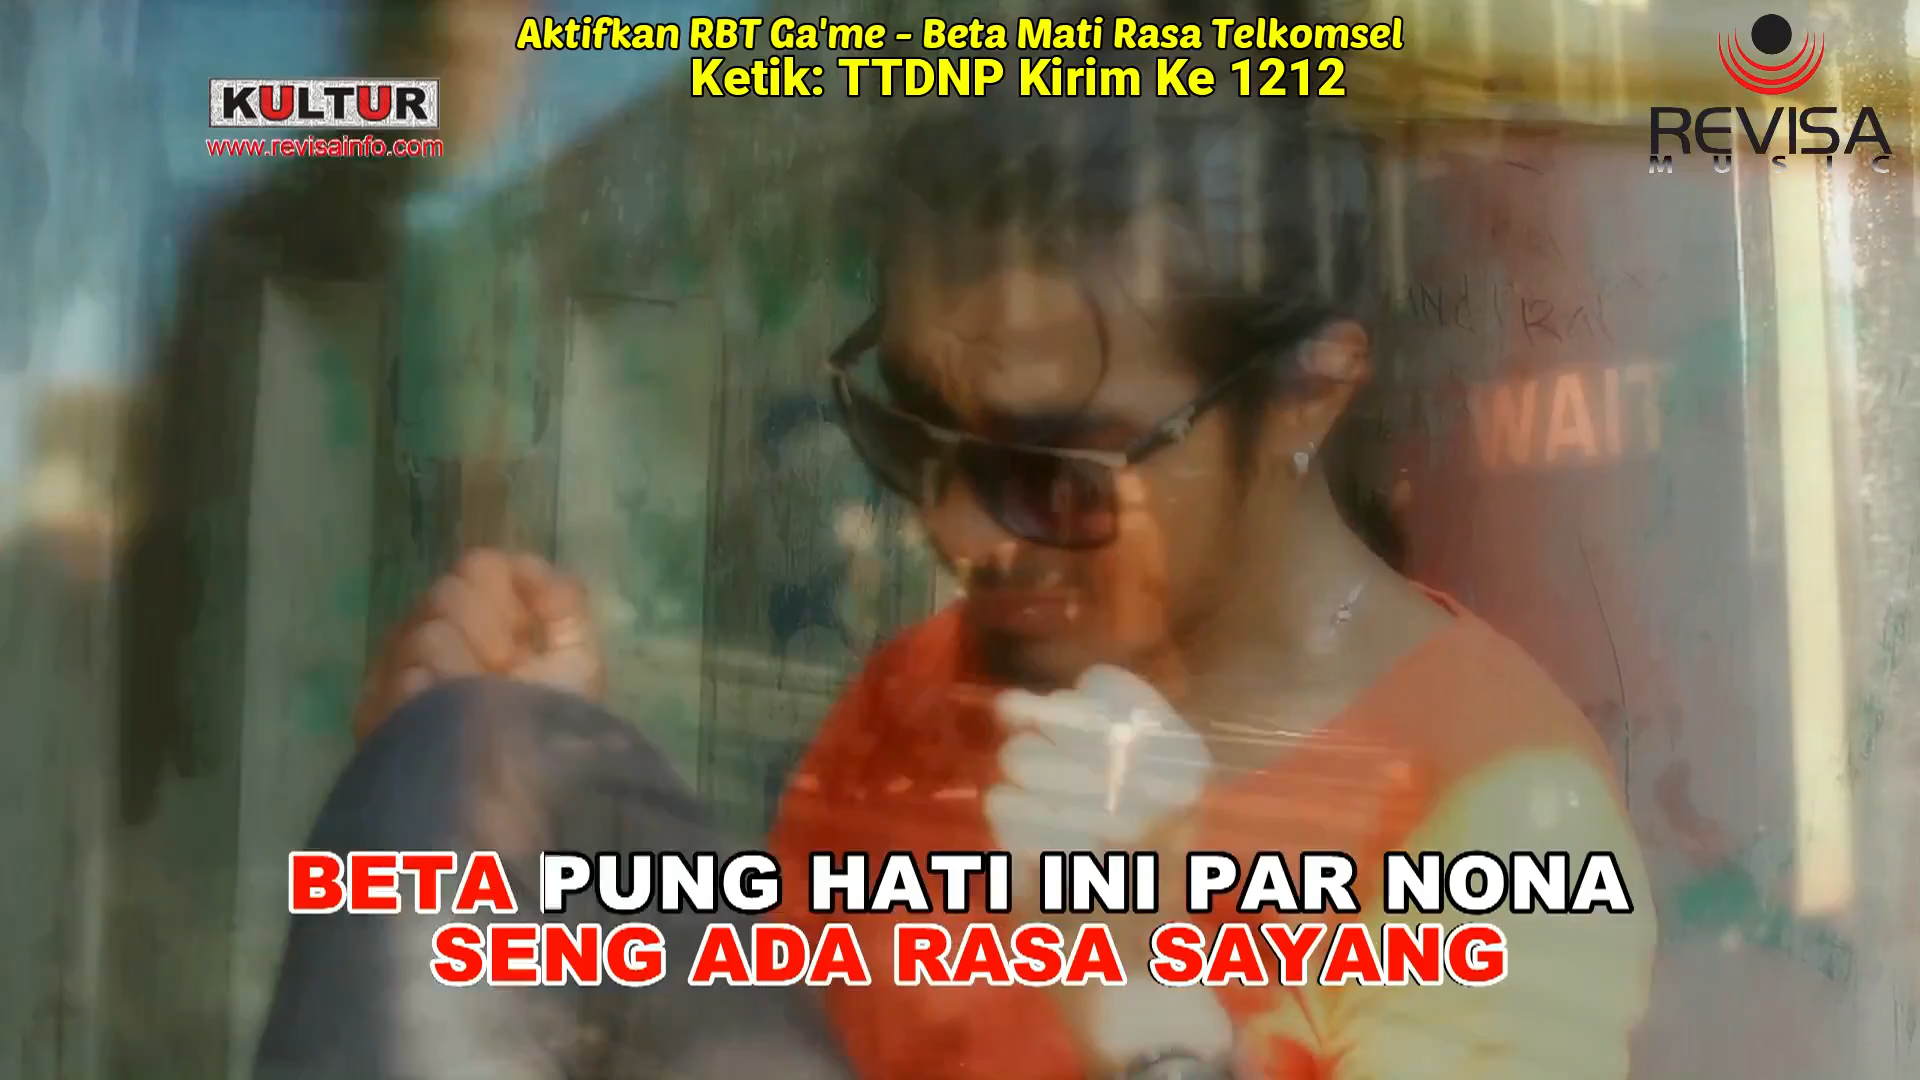 Aktifkan RBT Ga'me - Beta Mati Rasa Telkomsel
Ketik: TTDNP Kirim Ke 1212
KULTUR
www.revisainfo.com
REVISA
MUSIC
WAIT
BETA PUNG HATI INI PAR NONA
SENG ADA RASA SAYANG